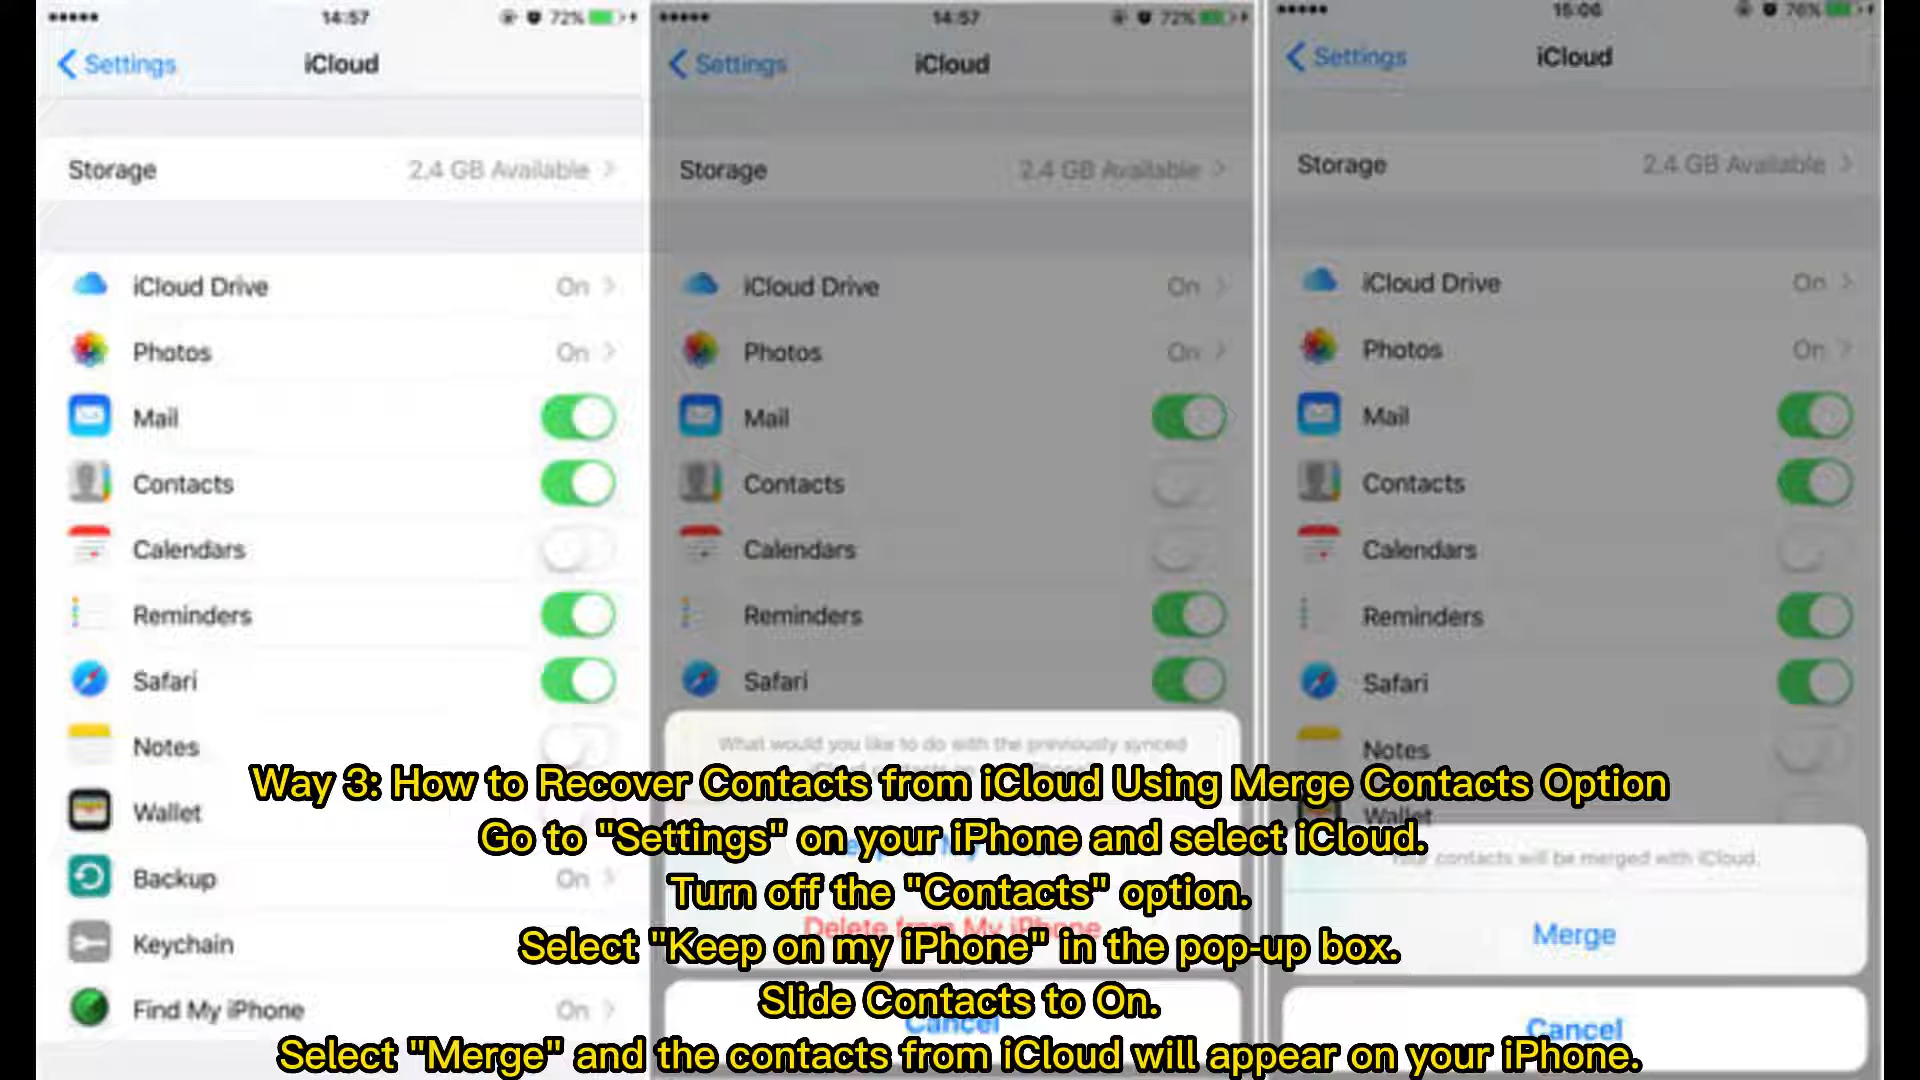 14:57
72%
Settings
iCloud
Storage
2.4 GB Available
iCloud Drive
On
Photos
On
Mail
Contacts
Calendars
Reminders
Safari
Notes
Wallet
Backup
On
Keychain
Find My iPhone
On
14:57
72%
Settings
iCloud
Storage
2.4 GB Available
iCloud Drive
On
Photos
On
Mail
Contacts
Calendars
Reminders
Safari
What would you like to do with the previously synced
Delete from My iPhone
Cancel
15:06
76%
Settings
iCloud
Storage
2.4 GB Available
iCloud Drive
On
Photos
On
Mail
Contacts
Calendars
Reminders
Safari
Notes
Wallet
Your contacts will be merged with iCloud.
Merge
Cancel
Way 3: How to Recover Contacts from iCloud Using Merge Contacts Option
Go to "Settings" on your iPhone and select iCloud.
Turn off the "Contacts" option.
Select "Keep on my iPhone" in the pop-up box.
Slide Contacts to On.
Select "Merge" and the contacts from iCloud will appear on your iPhone.